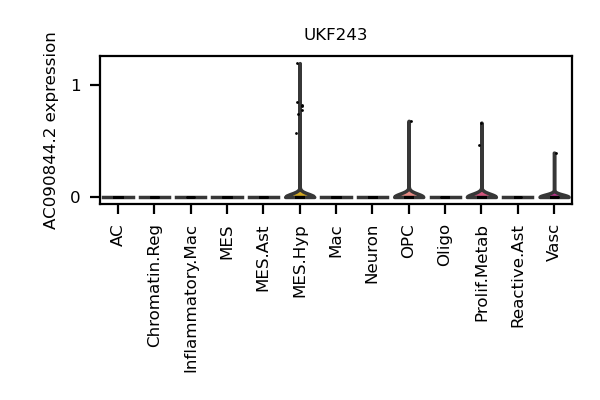 UKF243
AC090844.2 expression
1
0
AC
Chromatin.Reg
Inflammatory.Mac
MES
MES.Ast
MES.Hyp
Mac
Neuron
OPC
Oligo
Prolif.Metab
Reactive.Ast
Vasc